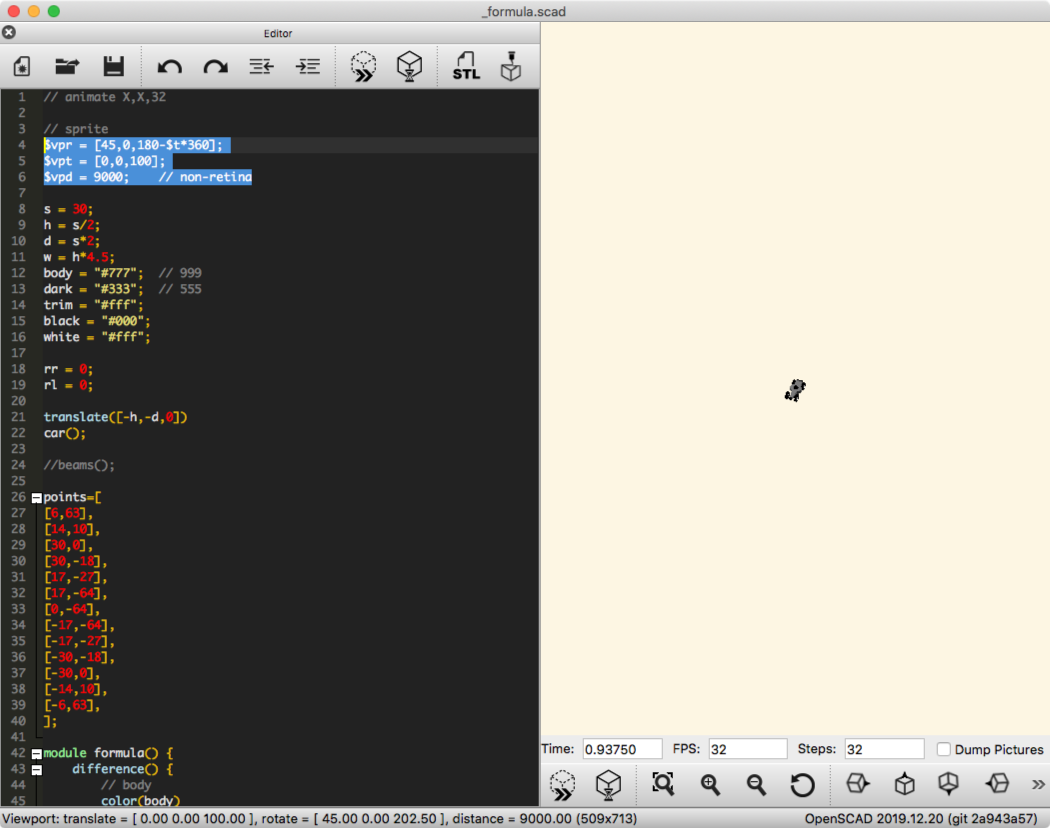 _formula.scad
Editor
STL
1 // animate X,X,32
2
3 // sprite
4 $vpr = [45,0,180-$t*360];
5 $vpt = [0,0,100];
6 $vpd = 9000;    // non-retina
7
8 s = 30;
9 h = s/2;
10 d = s*2;
11 w = h*4.5;
12 body = "#777";  // 999
13 dark = "#333";  // 555
14 trim = "#fff";
15 black = "#000";
16 white = "#fff";
17
18 rr = 0;
19 rl = 0;
20
21 translate([-h,-d,0])
22 car();
23
24 //beams();
25
26 points=[
27 [6,63],
28 [14,10],
29 [30,0],
30 [30,-18],
31 [17,-27],
32 [17,-64],
33 [0,-64],
34 [-17,-64],
35 [-17,-27],
36 [-30,-18],
37 [-30,0],
38 [-14,10],
39 [-6,63],
40 ];
41
42 module formula() {
43     difference() {
44         // body
45         color(body)
Time: 0.93750 FPS: 32 Steps: 32 Dump Pictures
Viewport: translate = [ 0.00 0.00 100.00 ], rotate = [ 45.00 0.00 202.50 ], distance = 9000.00 (509x713)
OpenSCAD 2019.12.20 (git 2a943a57)